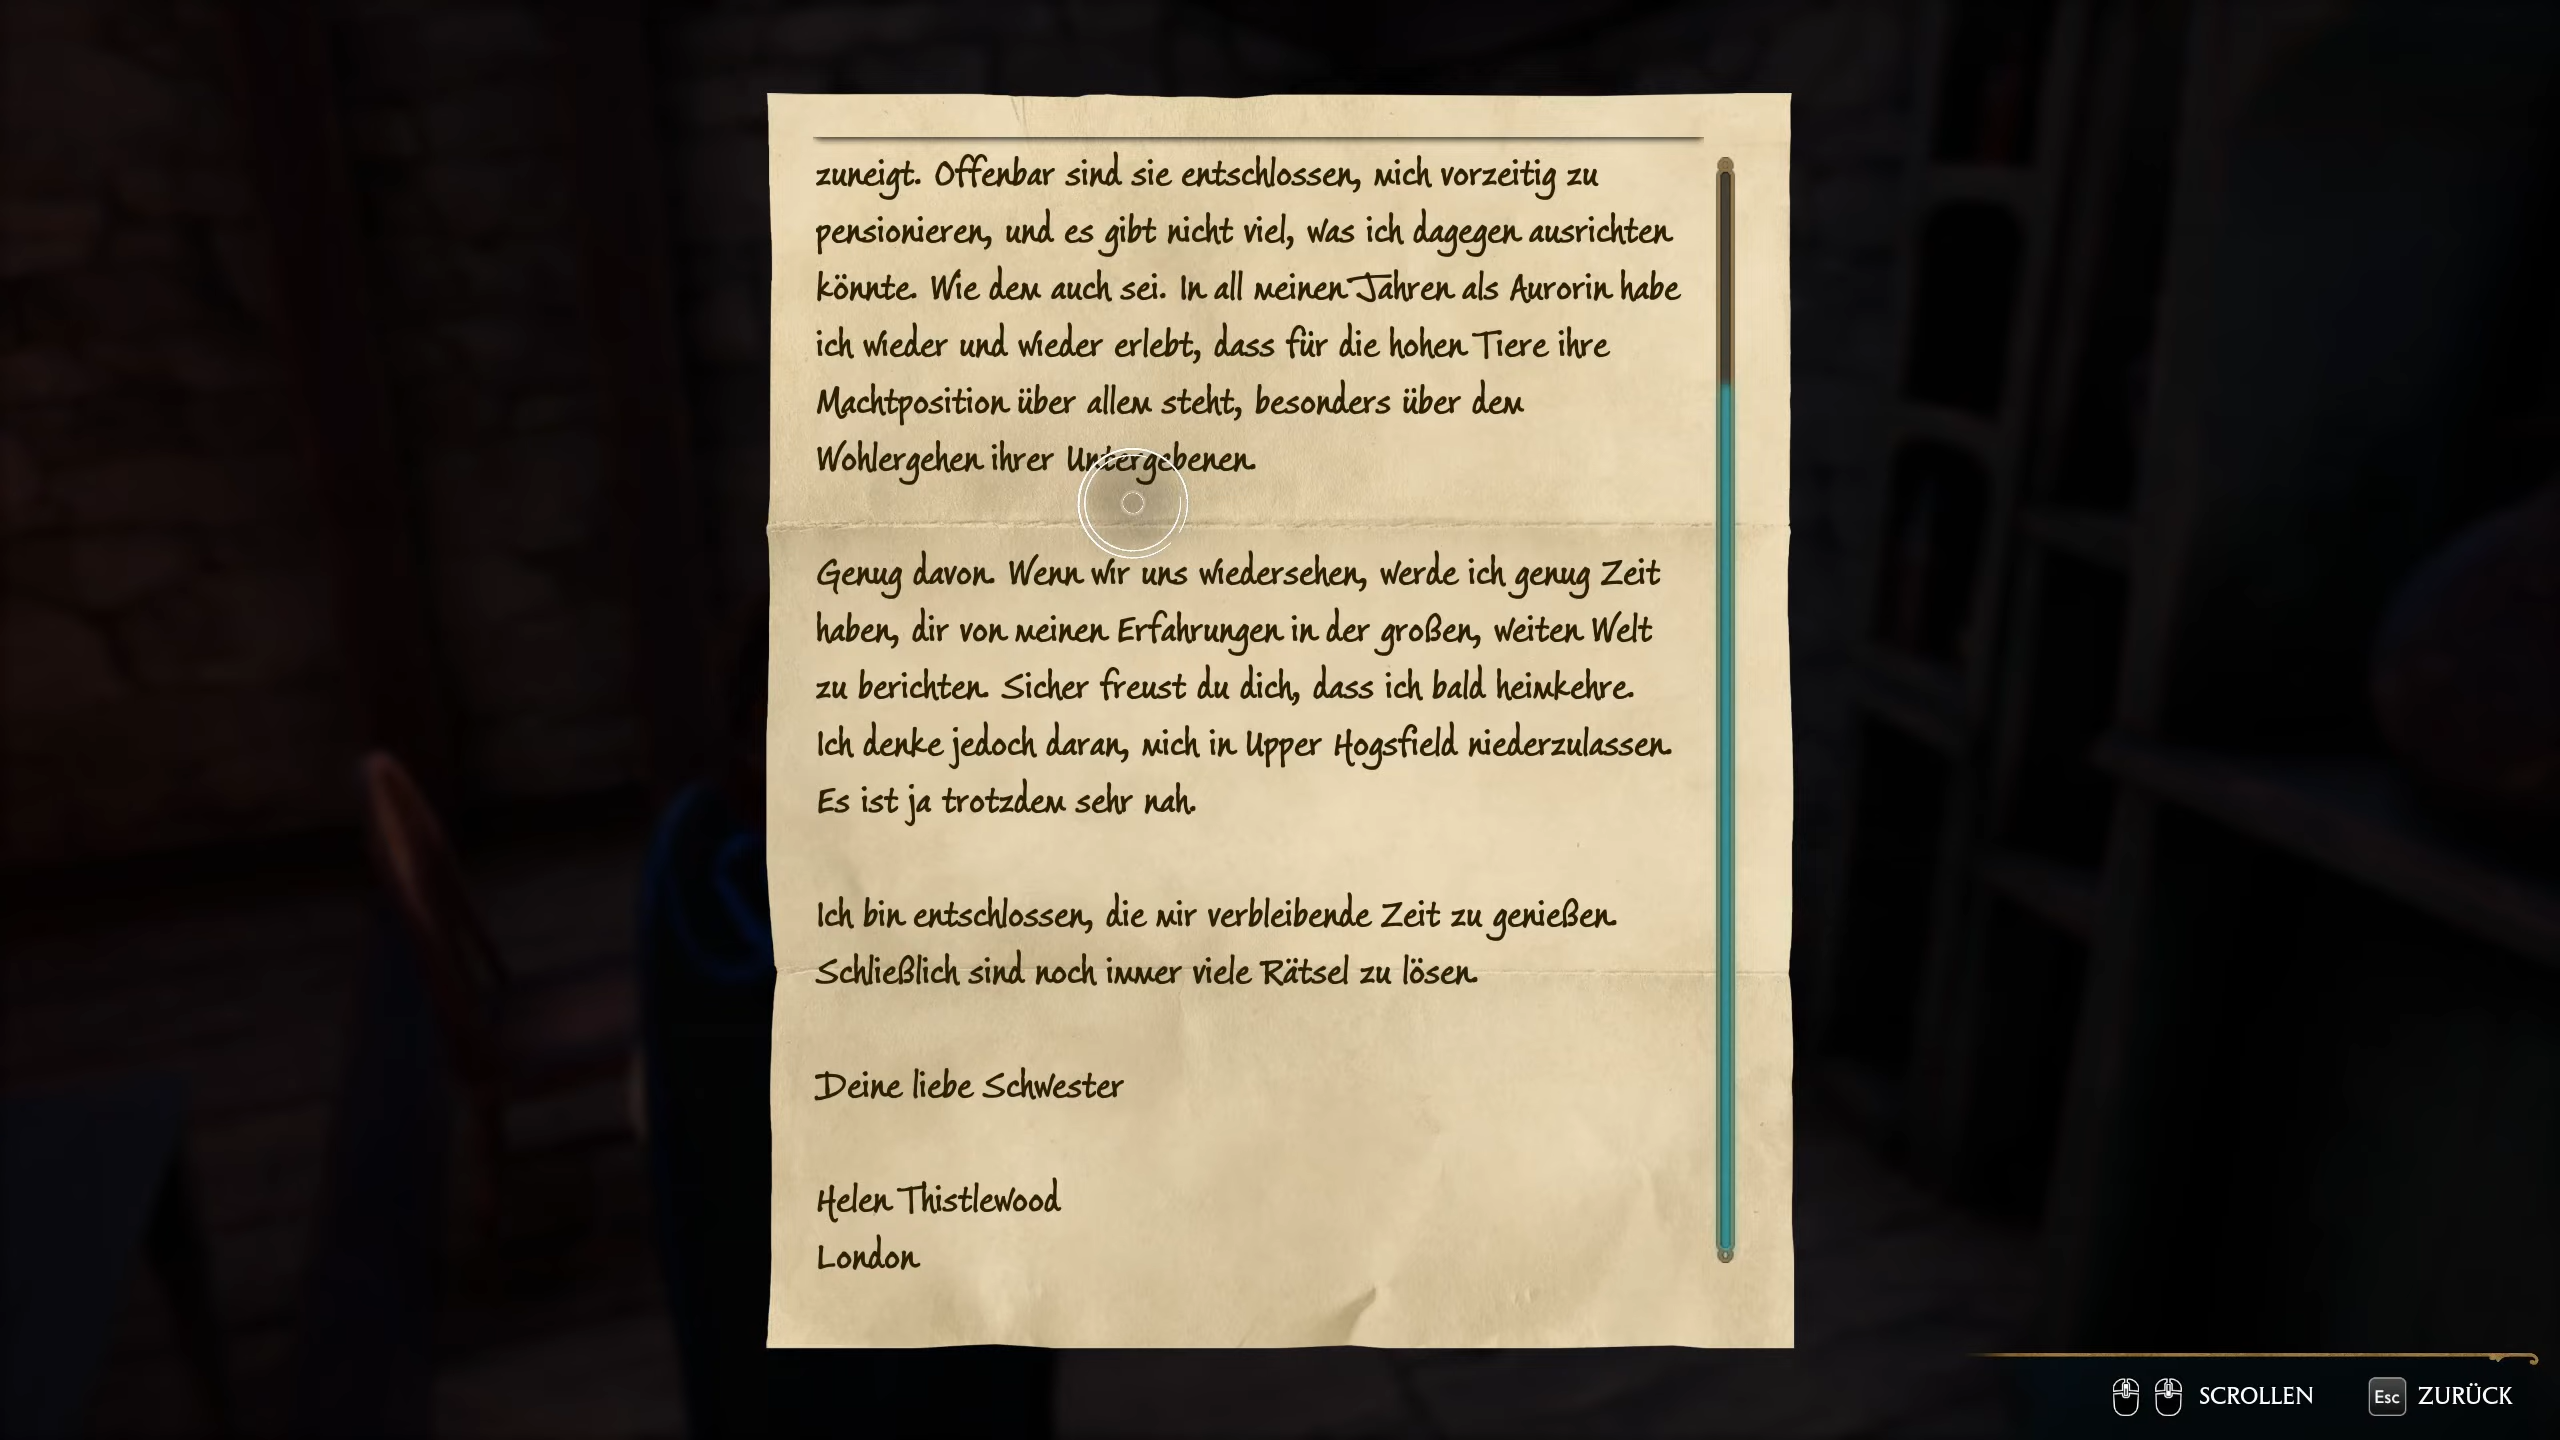 zuneigt. Offenbar sind sie entschlossen, mich vorzeitig zu
pensionieren, und es gibt nicht viel, was ich dagegen ausrichten
könnte. Wie dem auch sei. In all meinen Jahren als Aurorin habe
ich wieder und wieder erlebt, dass für die hohen Tiere ihre
Machtposition über allem steht, besonders über dem
Wohlergehen ihrer Untergebenen.
Genug davon. Wenn wir uns wiedersehen, werde ich genug Zeit
haben, dir von meinen Erfahrungen in der großen, weiten Welt
zu berichten. Sicher freust du dich, dass ich bald heimkehre.
Ich denke jedoch daran, mich in Upper Hogsfield niederzulassen.
Es ist ja trotzdem sehr nah.
Ich bin entschlossen, die mir verbleibende Zeit zu genießen.
Schließlich sind noch immer viele Rätsel zu lösen.
Deine liebe Schwester
Helen Thistlewood
London
SCROLLEN Esc ZURÜCK